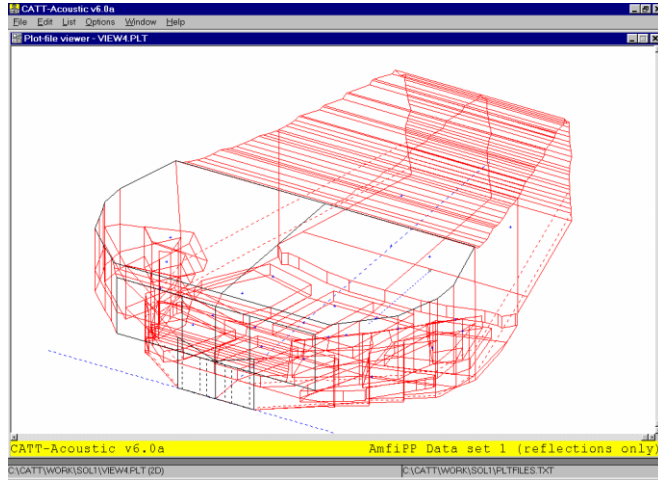 CATT-Acoustic v6.0a
File Edit List Options Window Help
Plot-file viewer - VIEW4.PLT
CATT-Acoustic v6.0a AmfiPP Data set 1 (reflections only)
C:\CATT\WORK\SOL1\VIEW4.PLT (2D) C:\CATT\WORK\SOL1\PLTFILES.TXT